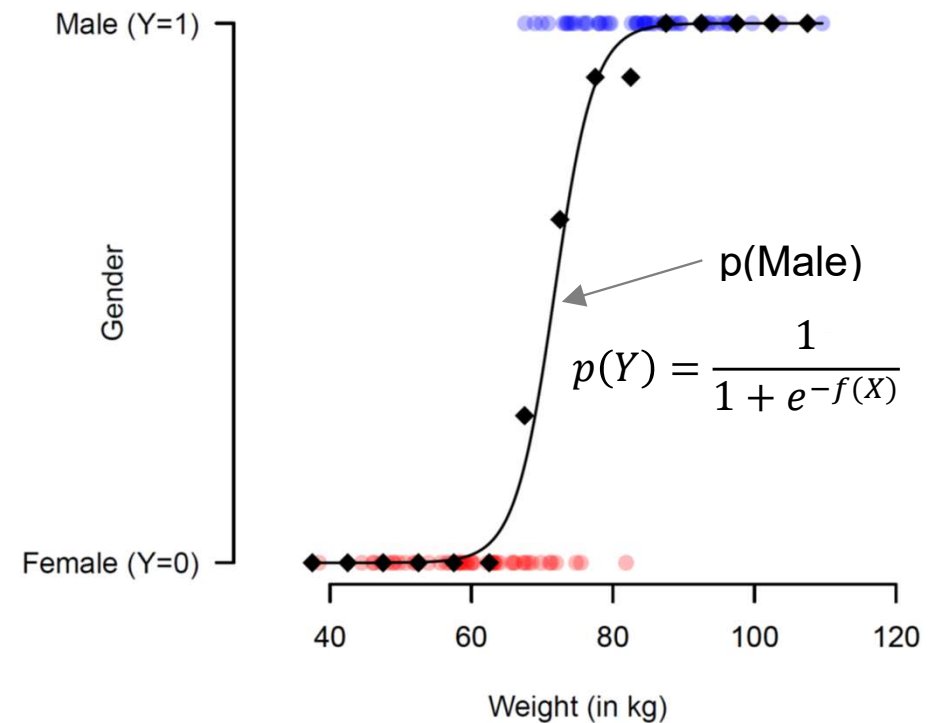 Male (Y=1)
Gender
p(Male)
p(Y) = 1 / (1 + e^{-f(X)})
Female (Y=0)
40 60 80 100 120
Weight (in kg)